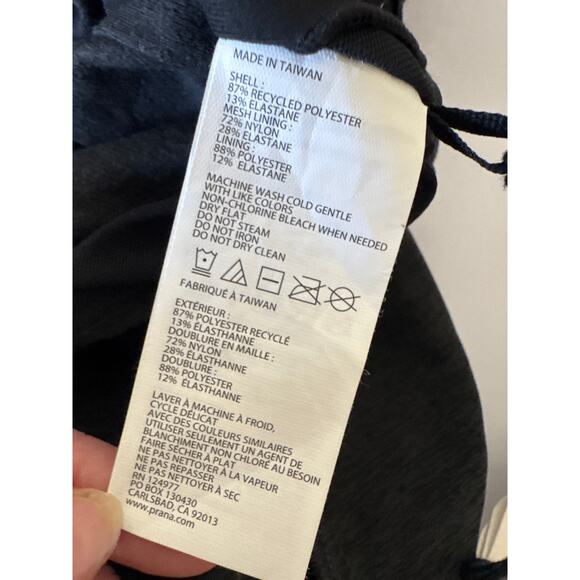 MADE IN TAIWAN
SHELL :
87% RECYCLED POLYESTER
13% ELASTANE
MESH LINING :
72% NYLON
28% ELASTANE
LINING :
88% POLYESTER
12% ELASTANE
MACHINE WASH COLD GENTLE
WITH LIKE COLORS
NON-CHLORINE BLEACH WHEN NEEDED
DRY FLAT
DO NOT STEAM
DO NOT IRON
DO NOT DRY CLEAN
FABRIQUÉ À TAIWAN
EXTÉRIEUR :
87% POLYESTER RECYCLÉ
13% ÉLASTHANNE
DOUBLURE EN MAILLE :
72% NYLON
28% ÉLASTHANNE
DOUBLURE :
88% POLYESTER
12% ÉLASTHANNE
LAVER À MACHINE À FROID,
CYCLE DÉLICAT
AVEC DES COULEURS SIMILAIRES
UTILISER SEULEMENT UN AGENT DE
BLANCHIMENT NON CHLORÉ AU BESOIN
FAIRE SÉCHER À PLAT
NE PAS NETTOYER À LA VAPEUR
NE PAS REPASSER
NE PAS NETTOYER À SEC
RN 124977
PO BOX 130430
CARLSBAD, CA 92013
www.prana.com